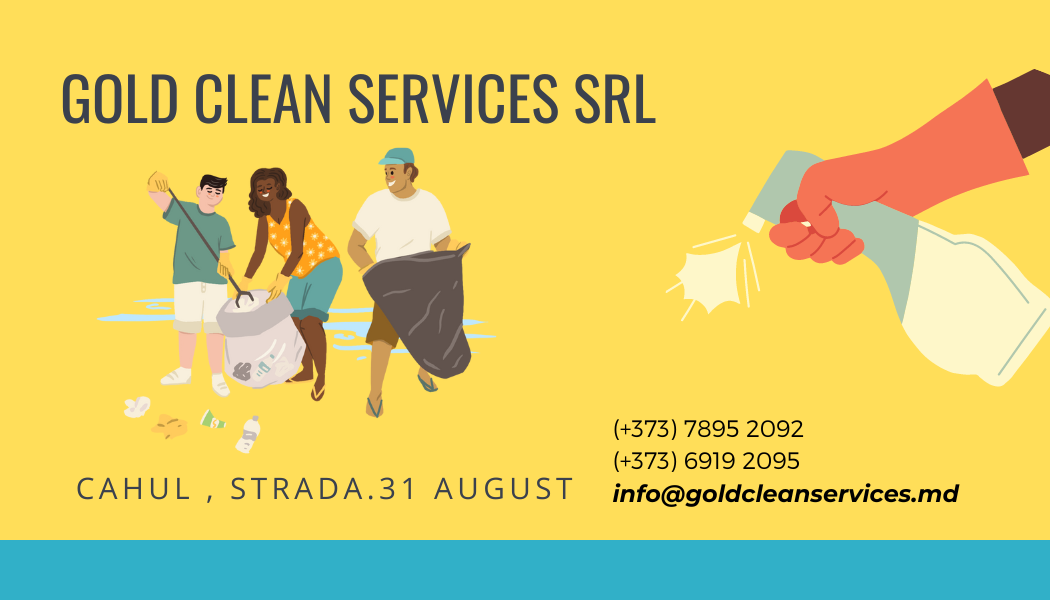 GOLD CLEAN SERVICES SRL
(+373) 7895 2092
(+373) 6919 2095
CAHUL , STRADA.31 AUGUST
info@goldcleanservices.md